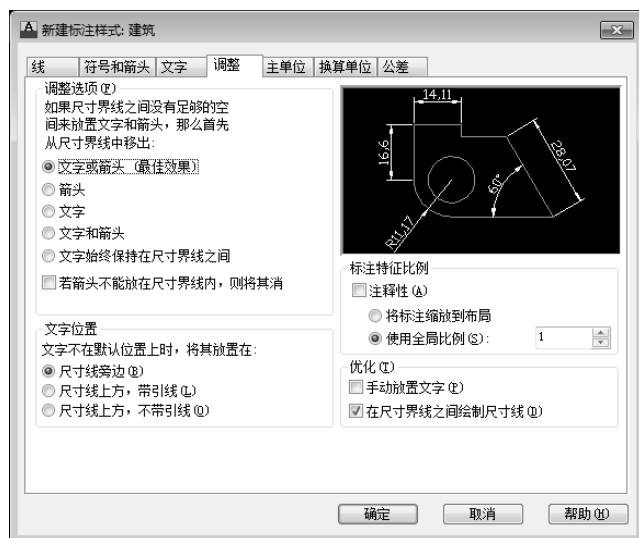 新建标注样式: 建筑
线 符号和箭头 文字 调整 主单位 换算单位 公差
调整选项(F)
如果尺寸界线之间没有足够的空
间来放置文字和箭头，那么首先
从尺寸界线中移出:
文字或箭头 (最佳效果)
箭头
文字
文字和箭头
文字始终保持在尺寸界线之间
若箭头不能放在尺寸界线内，则将其消
文字位置
文字不在默认位置上时，将其放置在:
尺寸线旁边(B)
尺寸线上方，带引线(L)
尺寸线上方，不带引线(O)
14,11
16,6
28,07
60°
R11,17
标注特征比例
注释性(A)
将标注缩放到布局
使用全局比例(S): 1
优化(T)
手动放置文字(P)
在尺寸界线之间绘制尺寸线(D)
确定 取消 帮助(H)